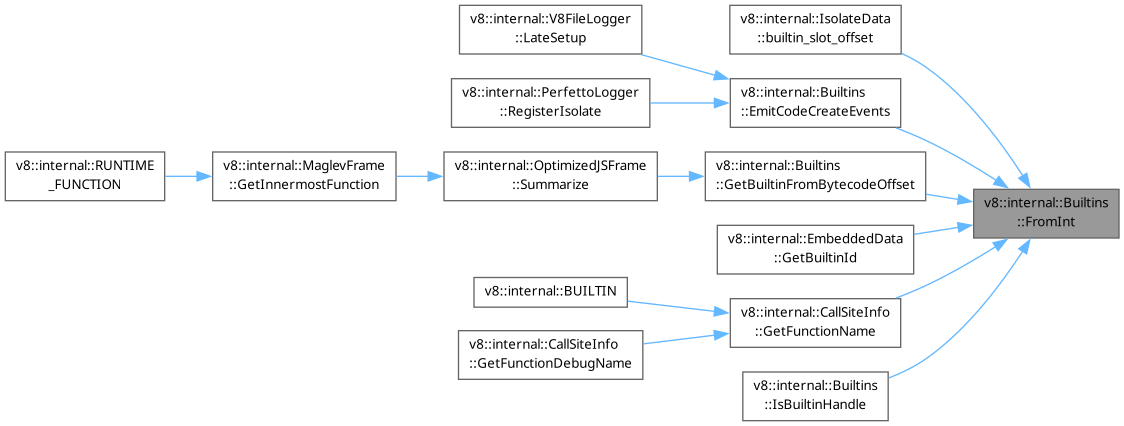 v8::internal::V8FileLogger
::LateSetup
v8::internal::IsolateData
::builtin_slot_offset
v8::internal::PerfettoLogger
::RegisterIsolate
v8::internal::Builtins
::EmitCodeCreateEvents
v8::internal::RUNTIME
_FUNCTION
v8::internal::MaglevFrame
::GetInnermostFunction
v8::internal::OptimizedJSFrame
::Summarize
v8::internal::Builtins
::GetBuiltinFromBytecodeOffset
v8::internal::Builtins
::FromInt
v8::internal::EmbeddedData
::GetBuiltinId
v8::internal::BUILTIN
v8::internal::CallSiteInfo
::GetFunctionName
v8::internal::CallSiteInfo
::GetFunctionDebugName
v8::internal::Builtins
::IsBuiltinHandle